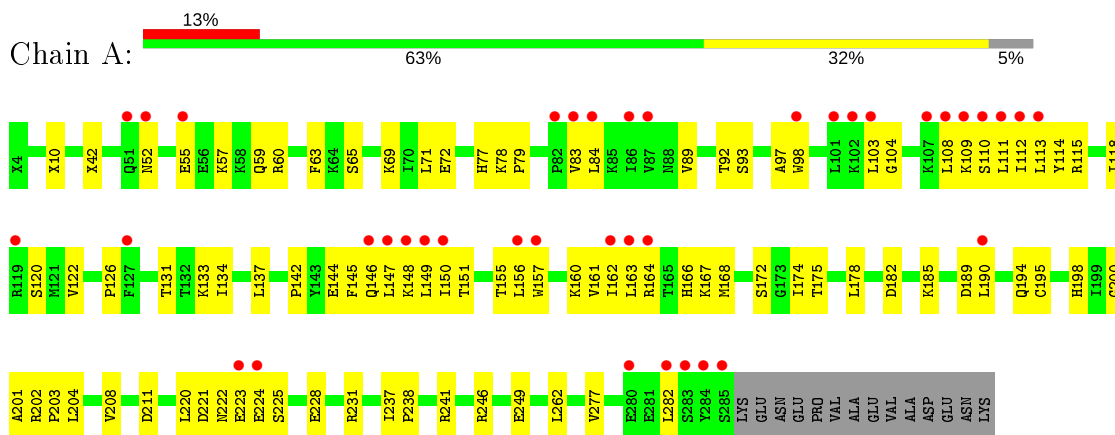 13%
Chain A:
63% 32% 5%
X4 X10 X42 Q51 N52 E55 E56 K57 K58 Q59 R60 F63 K64 S65 K69 I70 L71 E72 H77 K78 P79 P82 V83 L84 K85 I86 V87 N88 V89 T92 S93 A97 W98 L101 K102 L103 G104 K107 L108 K109 S110 L111 I112 L113 Y114 R115
R119 S120 M121 V122 P126 F127 T131 T132 K133 I134 L137 P142 Y143 E144 F145 Q146 L147 K148 L149 I150 T151 T155 L156 W157 K160 V161 I162 L163 R164 T165 H166 K167 M168 S172 G173 I174 T175 L178 D182 K185 D189 L190 Q194 C195 H198 I199
A201 R202 P203 L204 V208 D211 L220 D221 N222 E223 E224 S225 E228 R231 I237 P238 R241 R246 E249 L262 V277 E280 E281 L282 S283 Y284 S285 LYS GLU ASN GLU PRO VAL ALA GLU VAL ALA ASP GLU ASN LYS